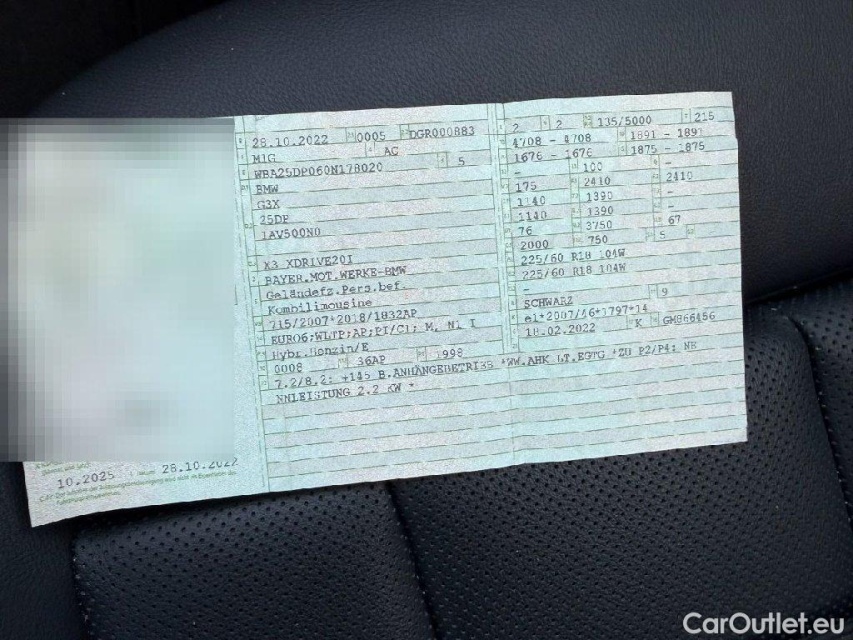 28.10.2022 0005 DGR000883
M1G AC
WBA25DP060N178020 5
BMW
G3X
25DP
1AV500N0
X3 XDRIVE20I
BAYER.MOT.WERKE-BMW
Geländefz.Pers.bef.
Kombilimousine
715/2007*2018/1832AP
EURO6;WLTP;AP;PI/CI; M, N1 I
Hybr.Benzin/E
0008 36AP 1998
7.2/8.2: +145 B.ANHÄNGEBETRIEB *WW.AHK LT.EGTG *ZU P2/P4: NE
NNLEISTUNG 2.2 KW *
2 2 135/5000 215
4708 - 4708 1891 - 1891
1676 - 1676 1875 - 1875
- 100 -
175 2410 2410
1140 1390 -
1140 1390 -
76 3750 67
2000 750 5
225/60 R18 104W
225/60 R18 104W
-
SCHWARZ 9
e1*2007/46*1797*14
18.02.2022 K GM866456
10.2025 28.10.2022
CarOutlet.eu